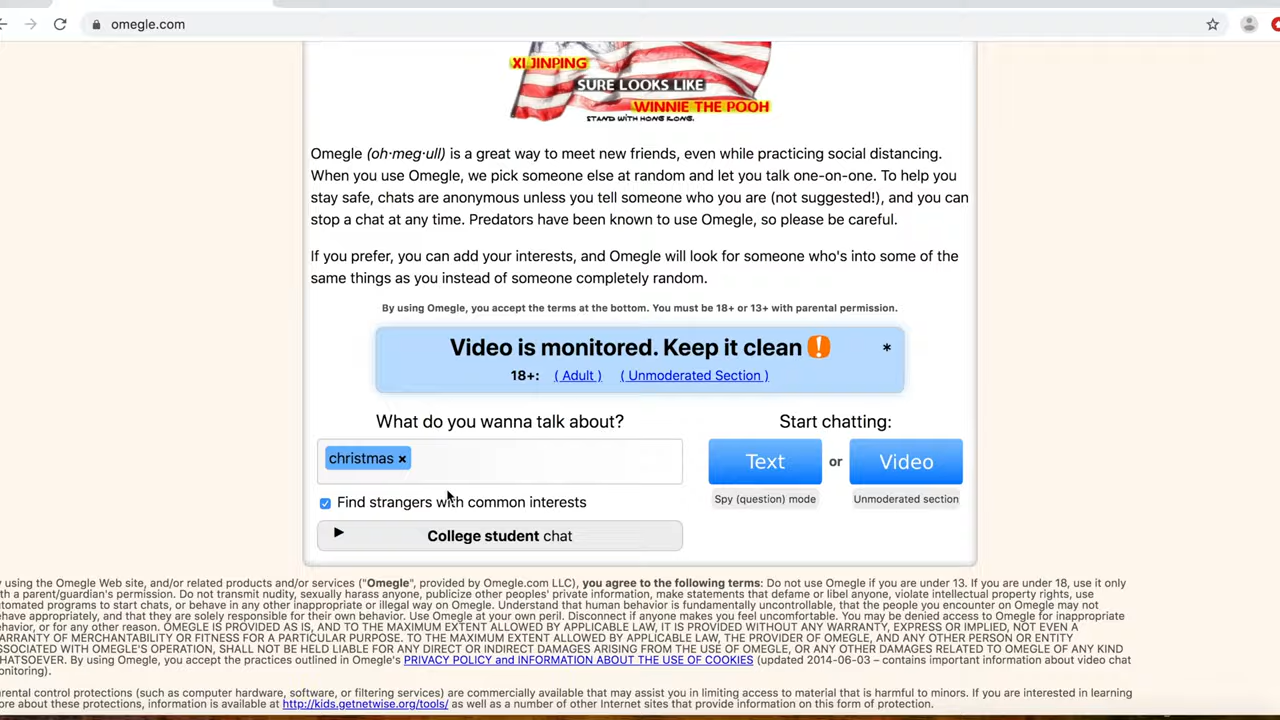 omegle.com
XI JINPING
SURE LOOKS LIKE
WINNIE THE POOH
STAND WITH HONG KONG.
Omegle (oh·meg·ull) is a great way to meet new friends, even while practicing social distancing.
When you use Omegle, we pick someone else at random and let you talk one-on-one. To help you
stay safe, chats are anonymous unless you tell someone who you are (not suggested!), and you can
stop a chat at any time. Predators have been known to use Omegle, so please be careful.
If you prefer, you can add your interests, and Omegle will look for someone who's into some of the
same things as you instead of someone completely random.
By using Omegle, you accept the terms at the bottom. You must be 18+ or 13+ with parental permission.
Video is monitored. Keep it clean ! *
18+: ( Adult ) ( Unmoderated Section )
What do you wanna talk about? Start chatting:
christmas × Text or Video
Find strangers with common interests Spy (question) mode Unmoderated section
College student chat
y using the Omegle Web site, and/or related products and/or services ("Omegle", provided by Omegle.com LLC), you agree to the following terms: Do not use Omegle if you are under 13. If you are under 18, use it only
with a parent/guardian's permission. Do not transmit nudity, sexually harass anyone, publicize other peoples' private information, make statements that defame or libel anyone, violate intellectual property rights, use
utomated programs to start chats, or behave in any other inappropriate or illegal way on Omegle. Understand that human behavior is fundamentally uncontrollable, that the people you encounter on Omegle may not
ehave appropriately, and that they are solely responsible for their own behavior. Use Omegle at your own peril. Disconnect if anyone makes you feel uncomfortable. You may be denied access to Omegle for inappropriate
ehavior, or for any other reason. OMEGLE IS PROVIDED AS IS, AND TO THE MAXIMUM EXTENT ALLOWED BY APPLICABLE LAW, IT IS PROVIDED WITHOUT ANY WARRANTY, EXPRESS OR IMPLIED, NOT EVEN A
WARRANTY OF MERCHANTABILITY OR FITNESS FOR A PARTICULAR PURPOSE. TO THE MAXIMUM EXTENT ALLOWED BY APPLICABLE LAW, THE PROVIDER OF OMEGLE, AND ANY OTHER PERSON OR ENTITY
SSOCIATED WITH OMEGLE'S OPERATION, SHALL NOT BE HELD LIABLE FOR ANY DIRECT OR INDIRECT DAMAGES ARISING FROM THE USE OF OMEGLE, OR ANY OTHER DAMAGES RELATED TO OMEGLE OF ANY KIND
HATSOEVER. By using Omegle, you accept the practices outlined in Omegle's PRIVACY POLICY and INFORMATION ABOUT THE USE OF COOKIES (updated 2014-06-03 – contains important information about video chat
onitoring).
rental control protections (such as computer hardware, software, or filtering services) are commercially available that may assist you in limiting access to material that is harmful to minors. If you are interested in learning
ore about these protections, information is available at http://kids.getnetwise.org/tools/ as well as a number of other Internet sites that provide information on this form of protection.